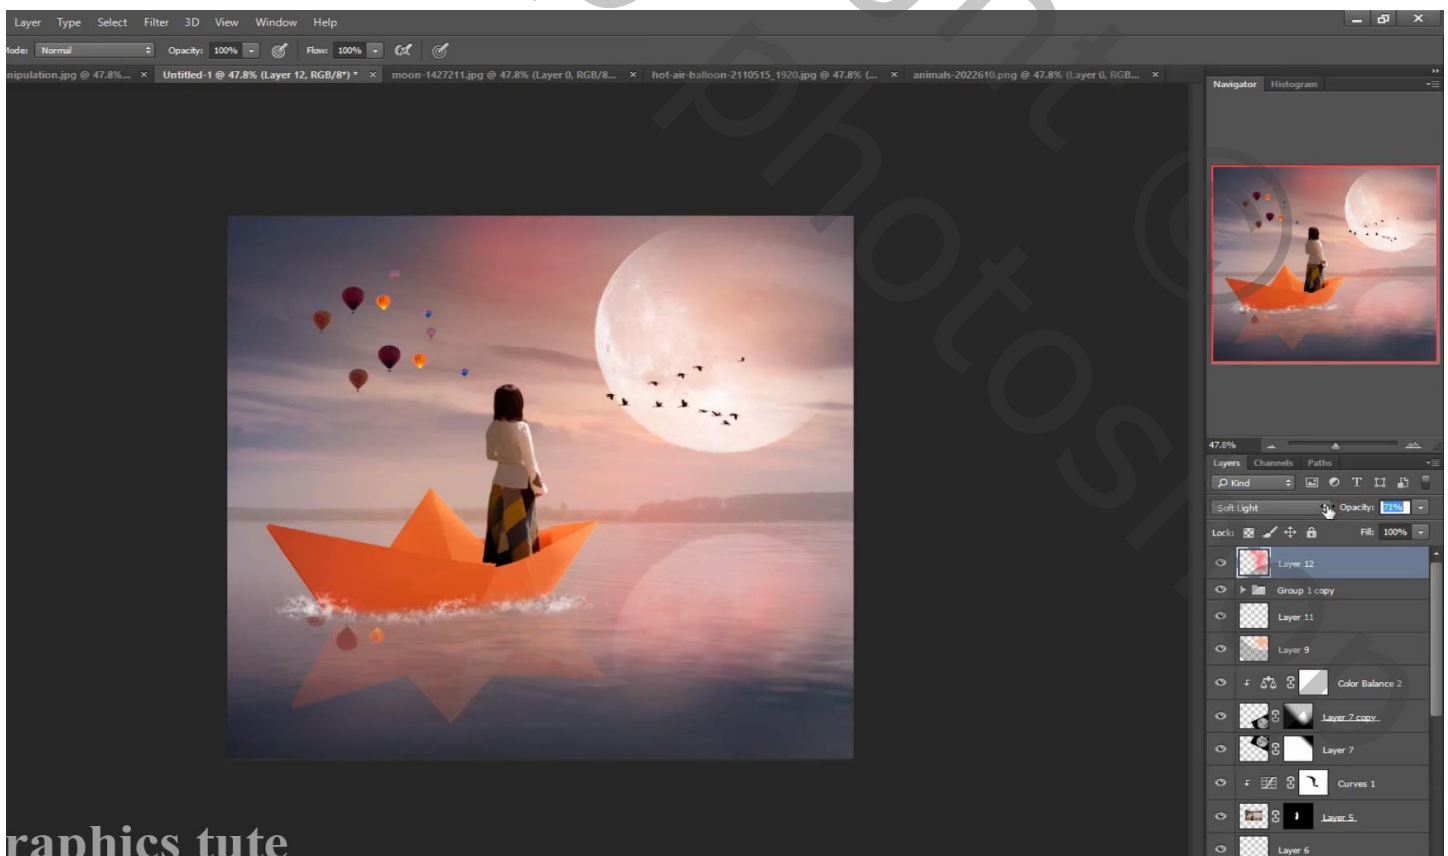 Layer Type Select Filter 3D View Window Help
Mode: Normal Opacity: 100% Flow: 100%
nipulation.jpg @ 47.8%... × Untitled-1 @ 47.8% (Layer 12, RGB/8*) * × moon-1427211.jpg @ 47.8% (Layer 0, RGB/8... × hot-air-balloon-2110515_1920.jpg @ 47.8% (... × animals-2022610.png @ 47.8% (Layer 0, RGB... ×
Navigator Histogram
47.8%
Layers Channels Paths
Kind
Soft Light Opacity: 71%
Lock: Fill: 100%
Layer 12
Group 1 copy
Layer 11
Layer 9
Color Balance 2
Layer 7 copy
Layer 7
Curves 1
Layer 5
Layer 6
raphics tute